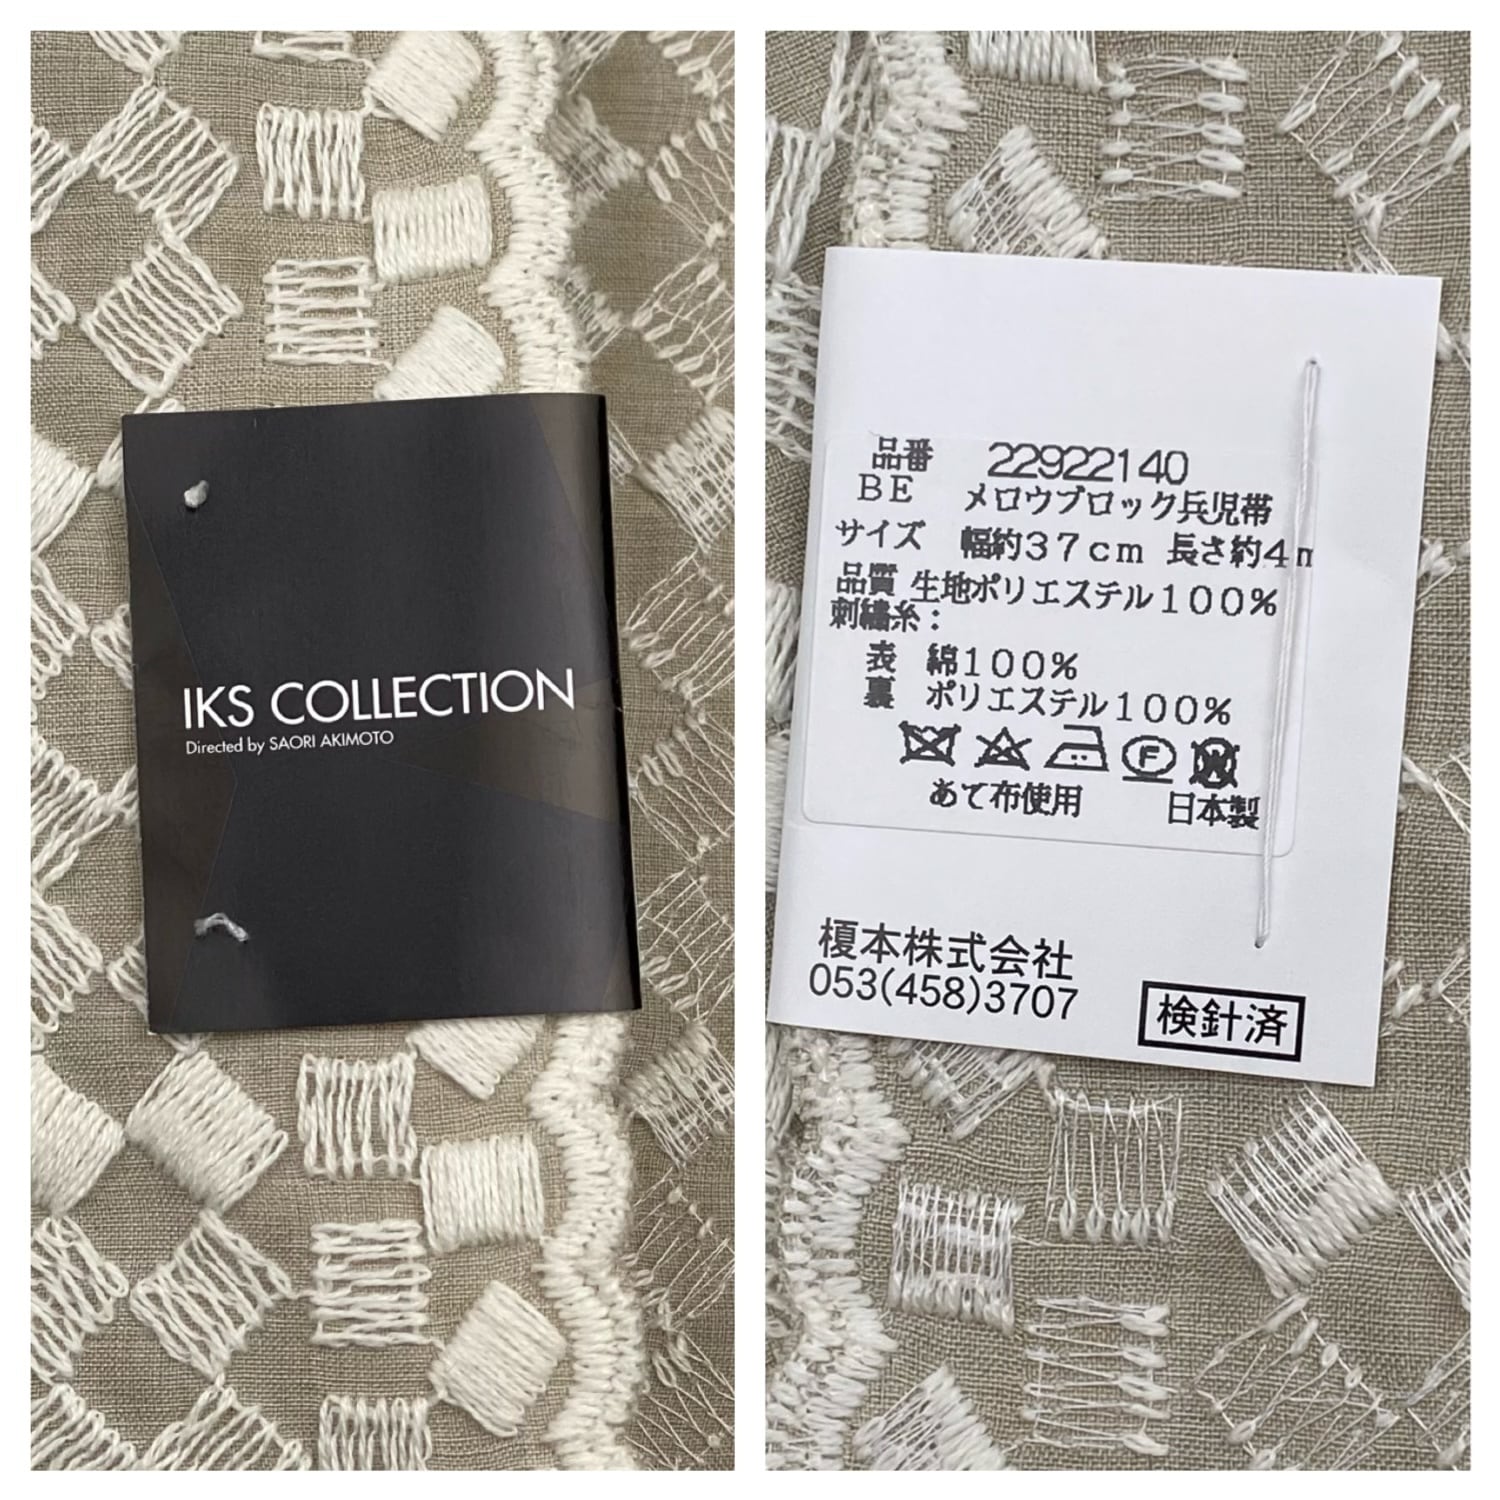 IKS COLLECTION
Directed by SAORI AKIMOTO
品番 22922140
BE メロウブロック兵児帯
サイズ 幅約37cm 長さ約4m
品質 生地ポリエステル100%
刺繍糸:
表 綿100%
裏 ポリエステル100%
F W
あて布使用 日本製
榎本株式会社
053(458)3707
検針済